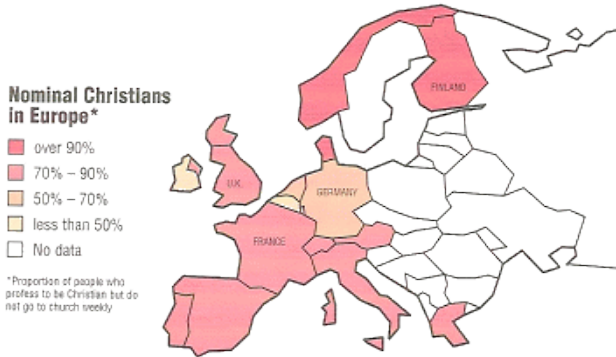 Nominal Christians
in Europe*
over 90%
70% – 90%
50% – 70%
less than 50%
No data
*Proportion of people who
profess to be Christian but do
not go to church weekly
FINLAND
U.K.
GERMANY
FRANCE